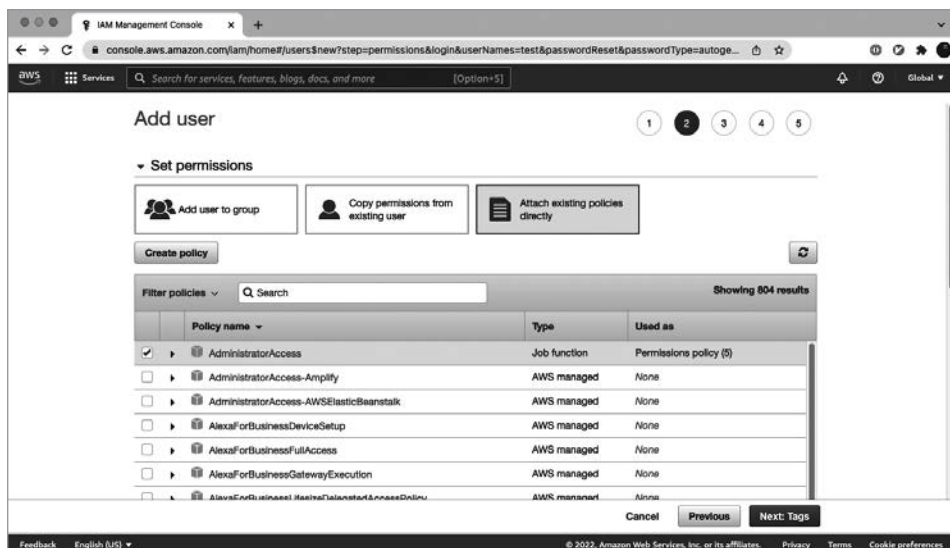 IAM Management Console
console.aws.amazon.com/iam/home#/users$new?step=permissions&login&userNames=test&passwordReset&passwordType=autoge...
aws Services Search for services, features, blogs, docs, and more [Option+S] Global
Add user 1 2 3 4 5
Set permissions
Add user to group
Copy permissions from
existing user
Attach existing policies
directly
Create policy
Filter policies Search Showing 804 results
Policy name Type Used as
AdministratorAccess Job function Permissions policy (5)
AdministratorAccess-Amplify AWS managed None
AdministratorAccess-AWSElasticBeanstalk AWS managed None
AlexaForBusinessDeviceSetup AWS managed None
AlexaForBusinessFullAccess AWS managed None
AlexaForBusinessGatewayExecution AWS managed None
AlexaForBusinessLifesizeDelegatedAccessPolicy AWS managed None
Cancel Previous Next: Tags
Feedback English (US) © 2022, Amazon Web Services, Inc. or its affiliates. Privacy Terms Cookie preferences